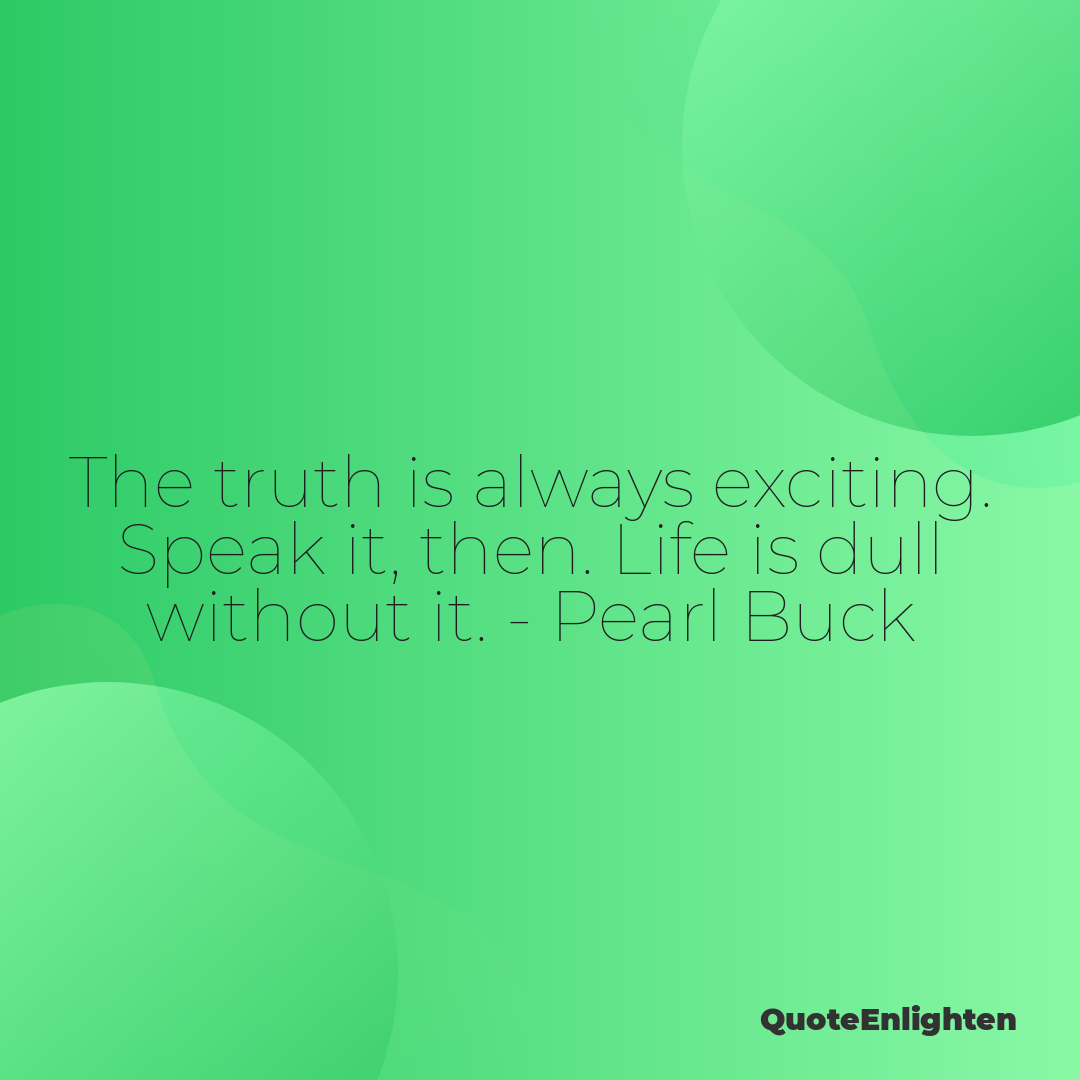 The truth is always exciting.
Speak it, then. Life is dull
without it. - Pearl Buck
QuoteEnlighten